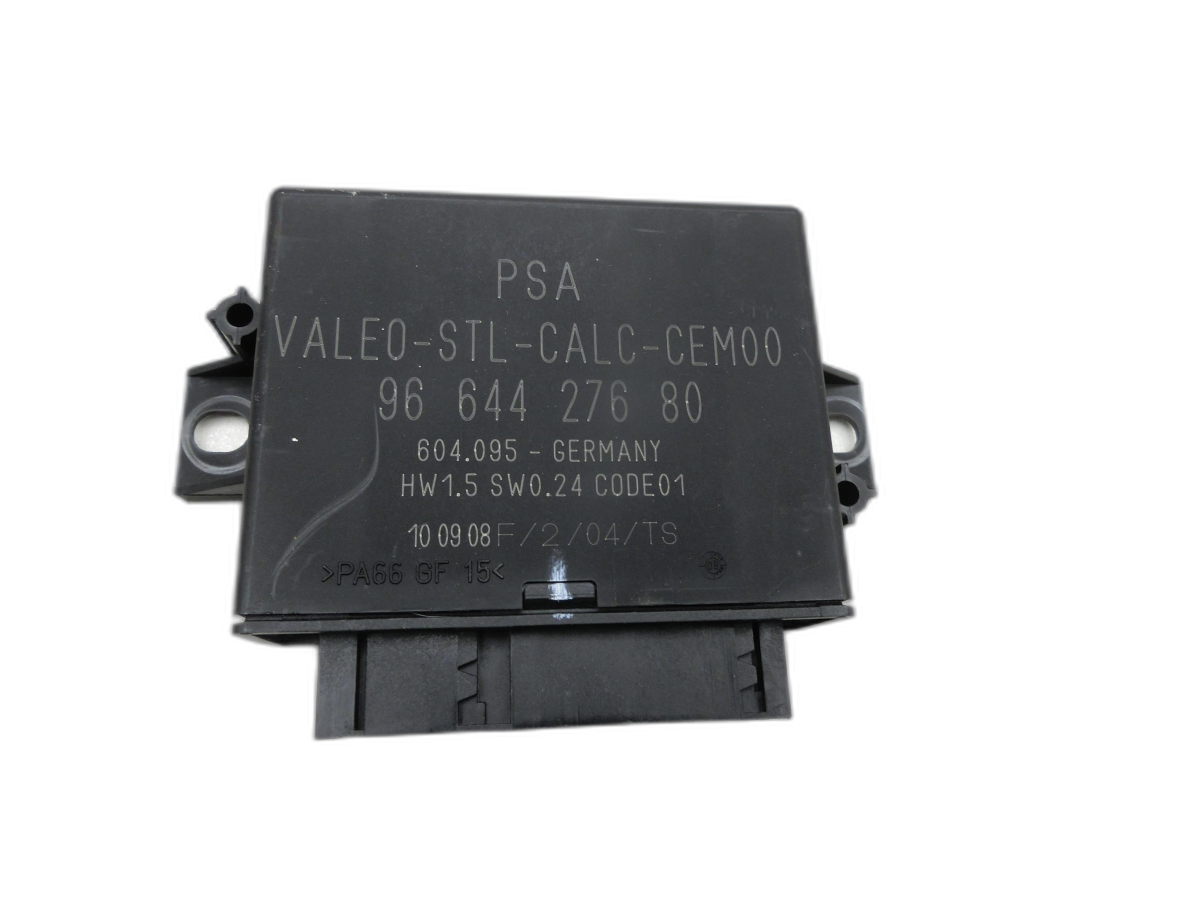 PSA
VALEO-STL-CALC-CEM00
96 644 276 80
604.095 - GERMANY
HW1.5 SW0.24 CODE01
10 09 08 F/2/04/TS
>PA66 GF 15<